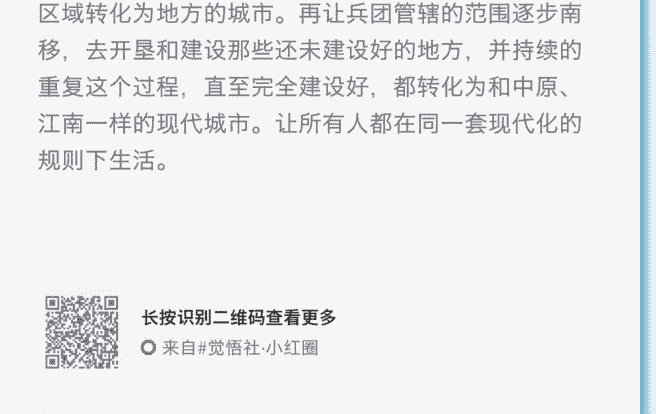 区域转化为地方的城市。再让兵团管辖的范围逐步南
移，去开垦和建设那些还未建设好的地方，并持续的
重复这个过程，直至完全建设好，都转化为和中原、
江南一样的现代城市。让所有人都在同一套现代化的
规则下生活。
长按识别二维码查看更多
来自#觉悟社·小红圈